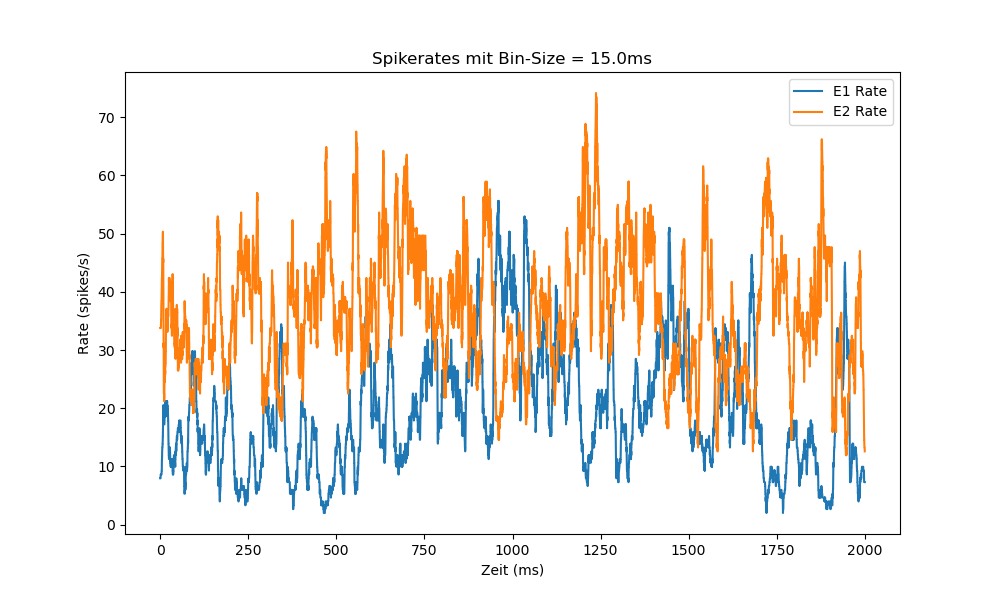 Spikerates mit Bin-Size = 15.0ms
E1 Rate
E2 Rate
Rate (spikes/s)
70
60
50
40
30
20
10
0
0 250 500 750 1000 1250 1500 1750 2000
Zeit (ms)